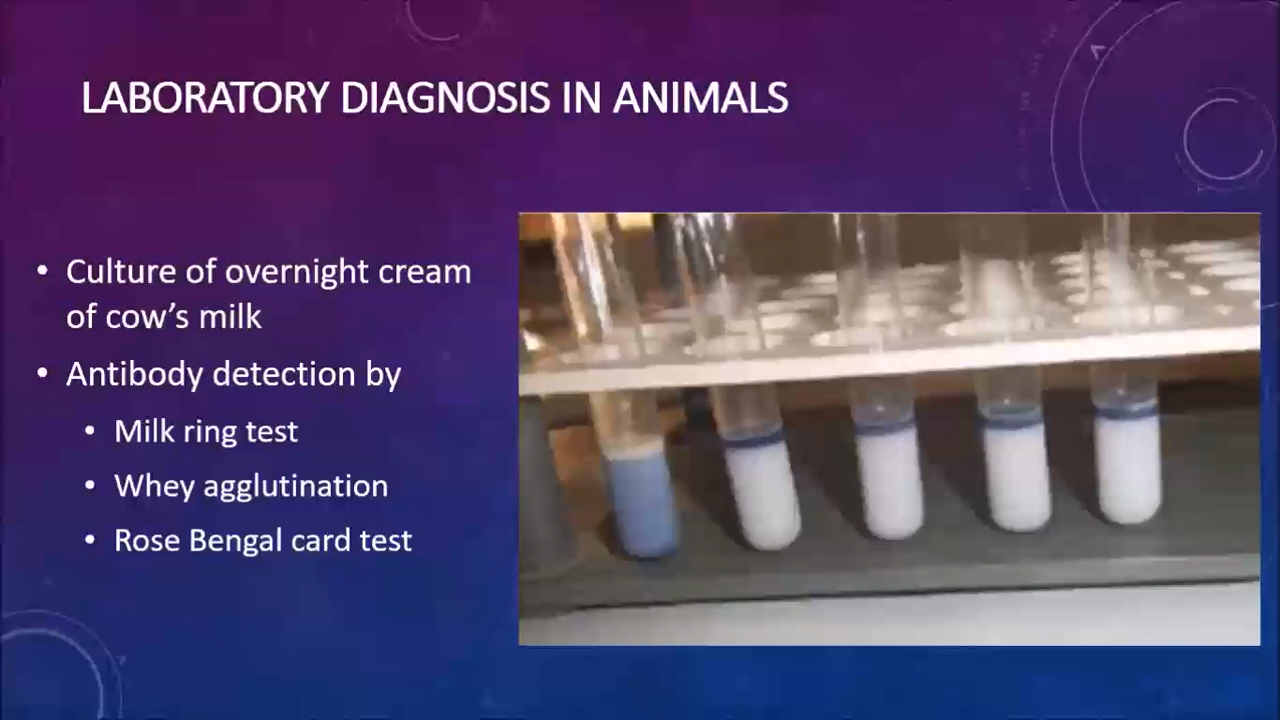 LABORATORY DIAGNOSIS IN ANIMALS
• Culture of overnight cream
of cow’s milk
• Antibody detection by
• Milk ring test
• Whey agglutination
• Rose Bengal card test